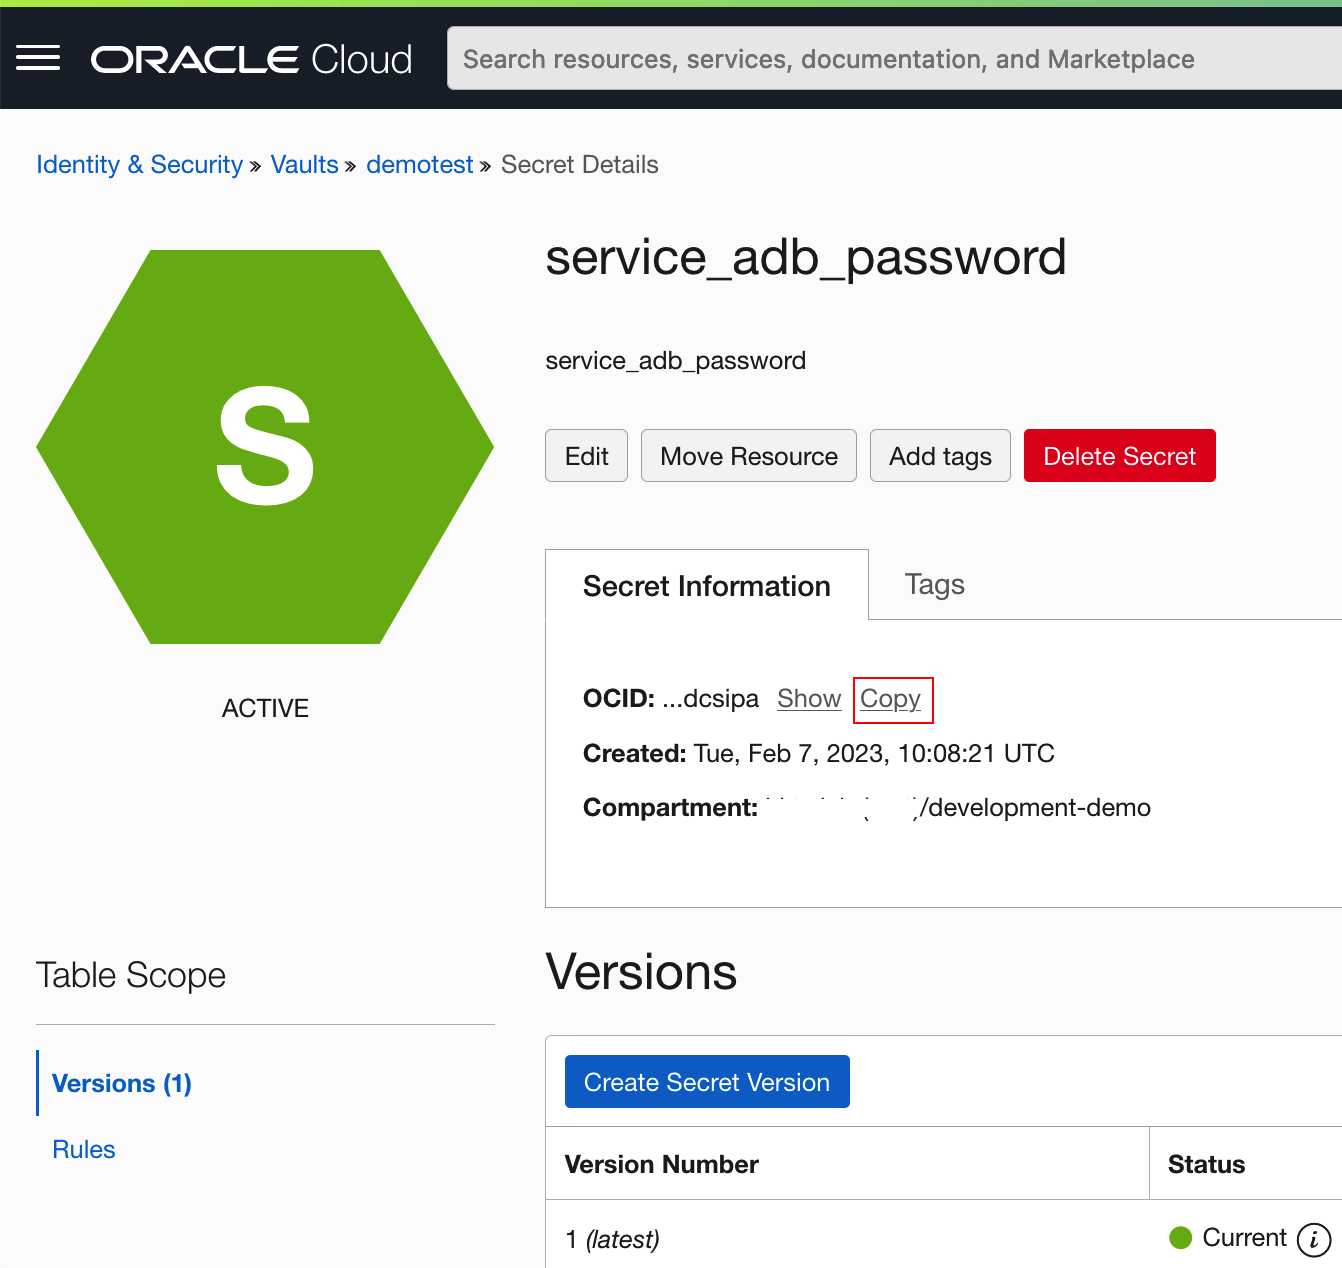 ORACLE Cloud
Search resources, services, documentation, and Marketplace
Identity & Security » Vaults » demotest » Secret Details
S
ACTIVE
service_adb_password
service_adb_password
Edit Move Resource Add tags Delete Secret
Secret Information Tags
OCID: ...dcsipa Show Copy
Created: Tue, Feb 7, 2023, 10:08:21 UTC
Compartment: /development-demo
Table Scope
Versions (1)
Rules
Versions
Create Secret Version
Version Number Status
1 (latest) Current i